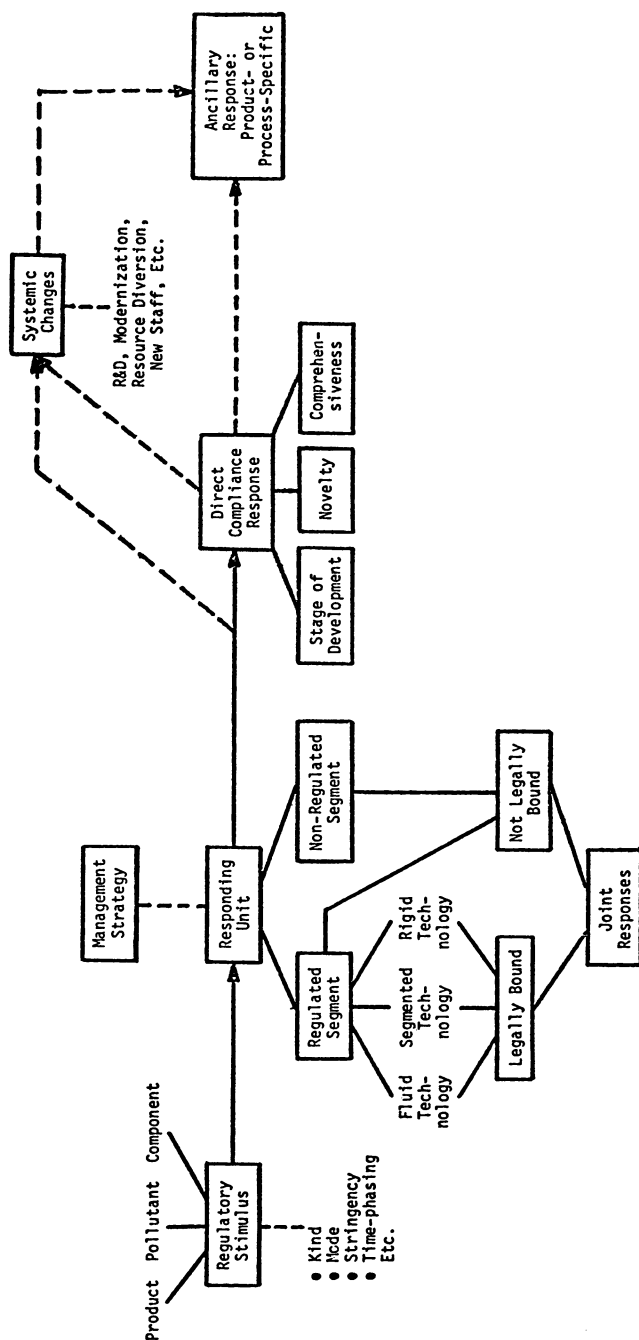 Product
Pollutant
Component
Regulatory
Stimulus
• Kind
• Mode
• Stringency
• Time-phasing
Etc.
Management
Strategy
Responding
Unit
Regulated
Segment
Non-Regulated
Segment
Fluid
Tech-
nology
Segmented
Tech-
nology
Rigid
Tech-
nology
Legally Bound
Not Legally
Bound
Joint
Responses
Direct
Compliance
Response
Stage of
Development
Novelty
Comprehen-
siveness
Systemic
Changes
R&D, Modernization,
Resource Diversion,
New Staff, Etc.
Ancillary
Response:
Product- or
Process-Specific